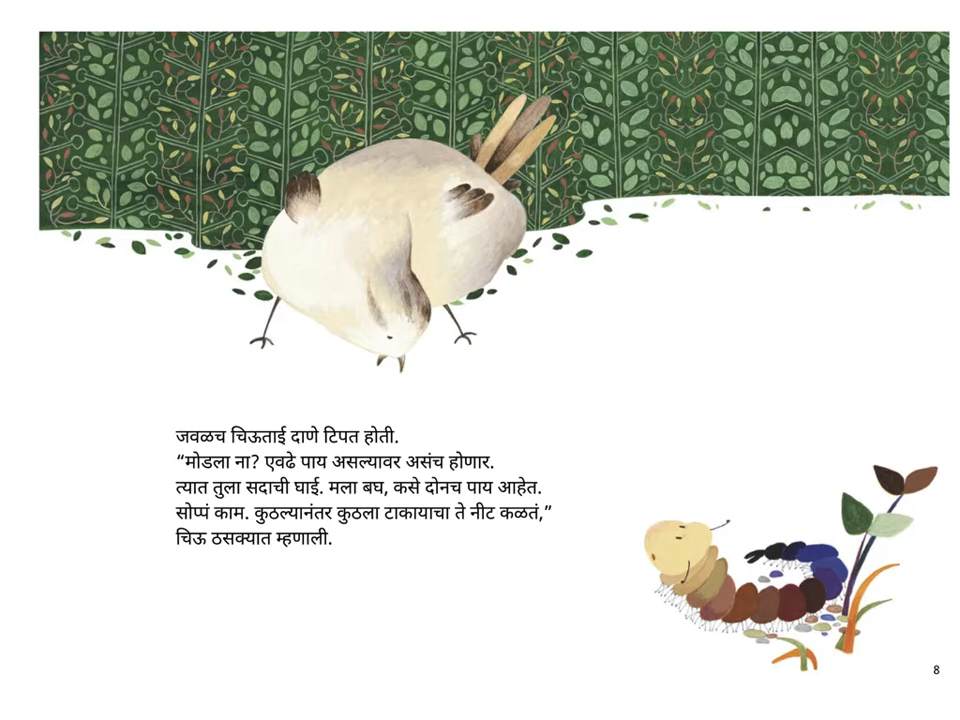 जवळच चिऊताई दाणे टिपत होती.
“मोडला ना? एवढे पाय असल्यावर असंच होणार.
त्यात तुला सदाची घाई. मला बघ, कसे दोनच पाय आहेत.
सोप्पं काम. कुठल्यानंतर कुठला टाकायाचा ते नीट कळतं,”
चिऊ ठसक्यात म्हणाली.
8